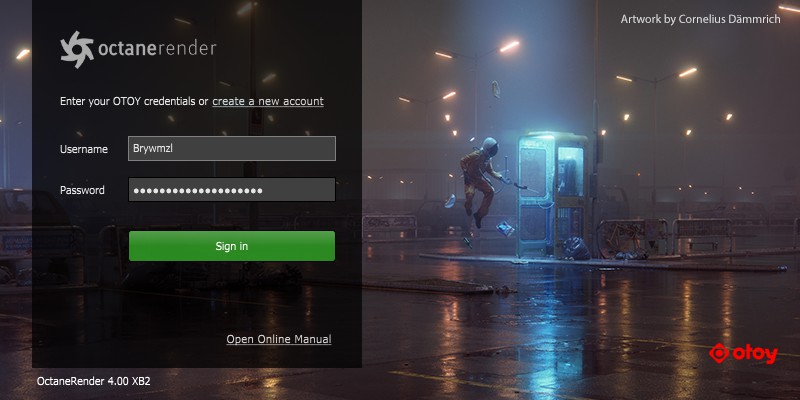 Artwork by Cornelius Dämmrich
octanerender
Enter your OTOY credentials or create a new account
Username
Brywmzl
Password
●●●●●●●●●●●●●●●●●●●●
Sign in
Open Online Manual
otoy
OctaneRender 4.00 XB2